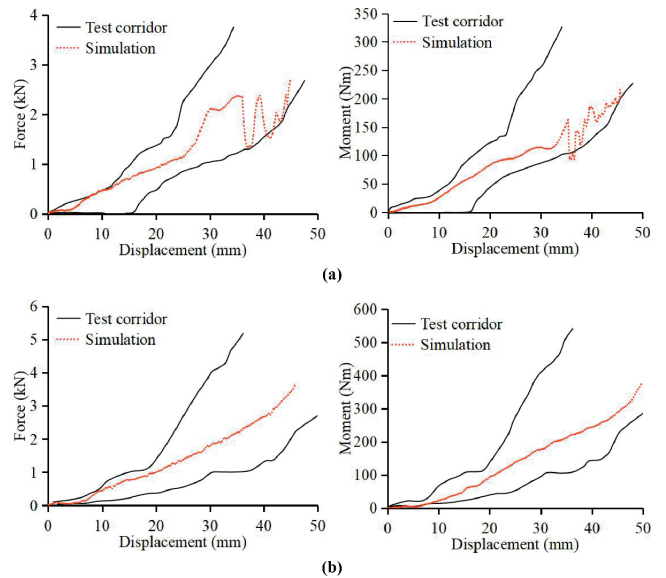 Test corridor
Simulation
Force (kN)
4
3
2
1
0
0 10 20 30 40 50
Displacement (mm)
Test corridor
Simulation
Moment (Nm)
350
300
250
200
150
100
50
0
0 10 20 30 40 50
Displacement (mm)
(a)
Test corridor
Simulation
Force (kN)
6
5
4
3
2
1
0
0 10 20 30 40 50
Displacement (mm)
Test corridor
Simulation
Moment (Nm)
600
500
400
300
200
100
0
0 10 20 30 40 50
Displacement (mm)
(b)